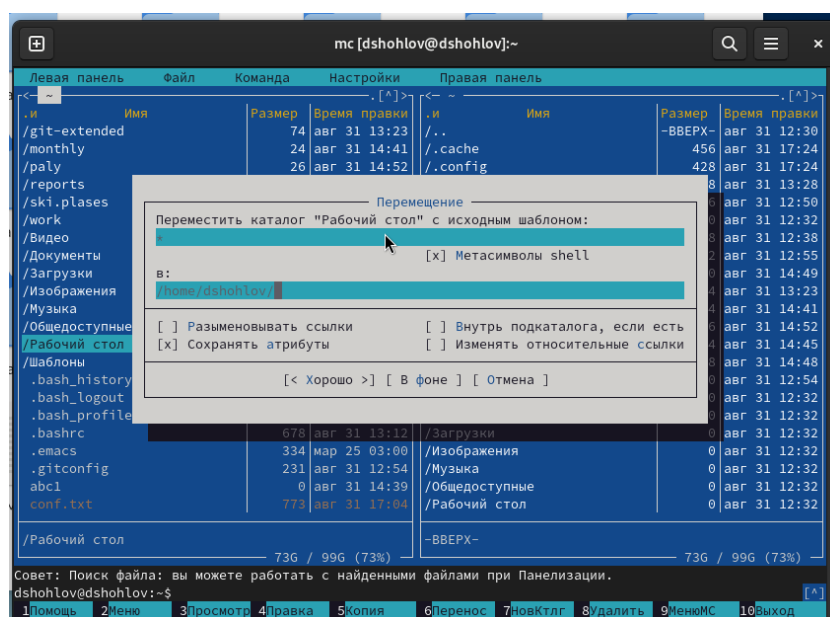 mc [dshohlov@dshohlov]:~
Левая панель Файл Команда Настройки Правая панель
<─ ~ ─.[^]>
<─ ~ ─.[^]>
.и Имя Размер Время правки .и Имя Размер Время правки
/git-extended 74 авг 31 13:23 /.. -ВВЕРХ- авг 31 12:30
/monthly 24 авг 31 14:41 /.cache 456 авг 31 17:24
/paly 26 авг 31 14:52 /.config 428 авг 31 17:24
/reports 8 авг 31 13:28
/ski.plases 6 авг 31 12:50
/work 0 авг 31 12:32
/Видео 8 авг 31 12:38
/Документы 2 авг 31 12:55
/Загрузки 0 авг 31 14:49
/Изображения 4 авг 31 13:23
/Музыка 4 авг 31 14:41
/Общедоступные 6 авг 31 14:52
/Рабочий стол 4 авг 31 14:45
/Шаблоны 8 авг 31 14:48
.bash_history 0 авг 31 12:54
.bash_logout 0 авг 31 12:32
.bash_profile 0 авг 31 12:32
Перемещение
Переместить каталог "Рабочий стол" с исходным шаблоном:
*
[x] Метасимволы shell
в:
/home/dshohlov/
[ ] Разыменовывать ссылки [ ] Внутрь подкаталога, если есть
[x] Сохранять атрибуты [ ] Изменять относительные ссылки
[< Хорошо >] [ В фоне ] [ Отмена ]
.bashrc 678 авг 31 13:12 /Загрузки 0 авг 31 12:32
.emacs 334 мар 25 03:00 /Изображения 0 авг 31 12:32
.gitconfig 231 авг 31 12:54 /Музыка 0 авг 31 12:32
abc1 0 авг 31 14:39 /Общедоступные 0 авг 31 12:32
conf.txt 773 авг 31 17:04 /Рабочий стол 0 авг 31 12:32
/Рабочий стол -ВВЕРХ-
73G / 99G (73%) 73G / 99G (73%)
Совет: Поиск файла: вы можете работать с найденными файлами при Панелизации.
dshohlov@dshohlov:~$ [^]
1Помощь 2Меню 3Просмотр 4Правка 5Копия 6Перенос 7НовКтлг 8Удалить 9МенюМС 10Выход